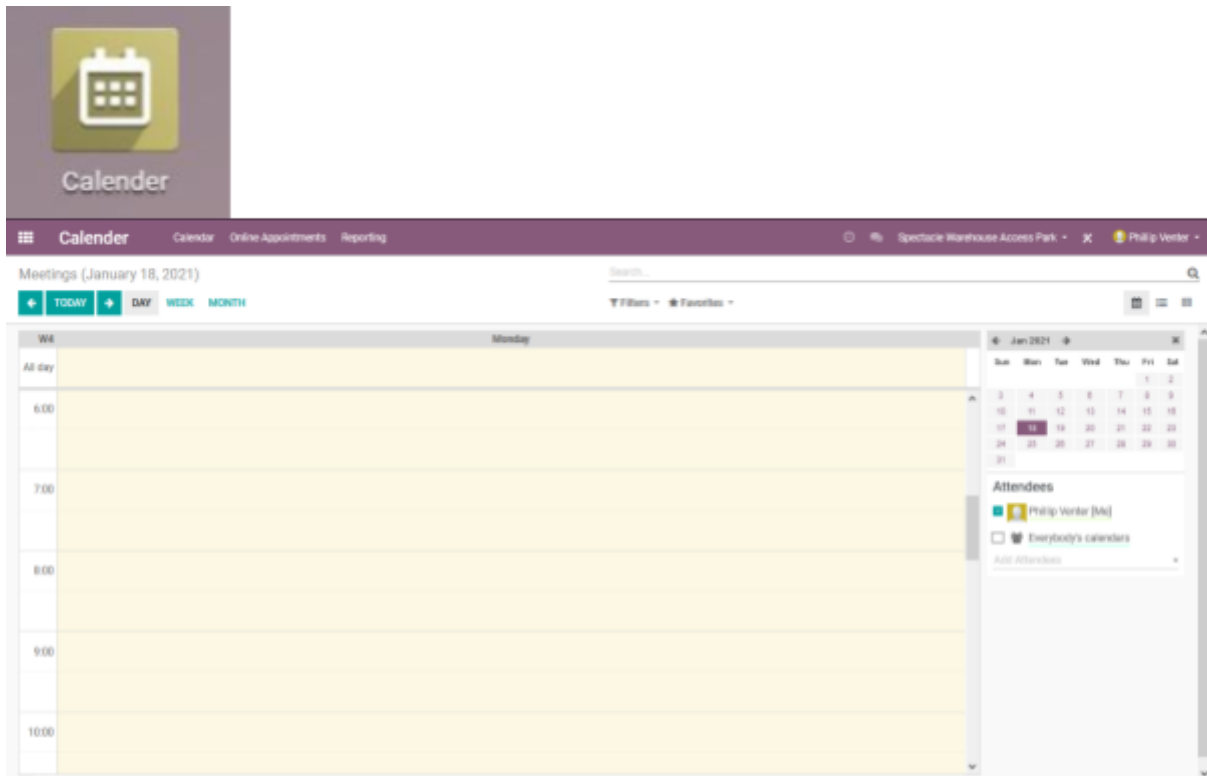 Calender
Calender Calendar Online Appointments Reporting Spectacle Warehouse Access Park Phillip Venter
Meetings (January 18, 2021) Search...
TODAY DAY WEEK MONTH Filters Favorites
W4 Monday Jan 2021
All day Sun Mon Tue Wed Thu Fri Sat
1 2
6:00 3 4 5 6 7 8 9
10 11 12 13 14 15 16
17 18 19 20 21 22 23
24 25 26 27 28 29 30
31
7:00 Attendees
Phillip Venter [Me]
Everybody's calenders
8:00 Add Attendees
9:00
10:00